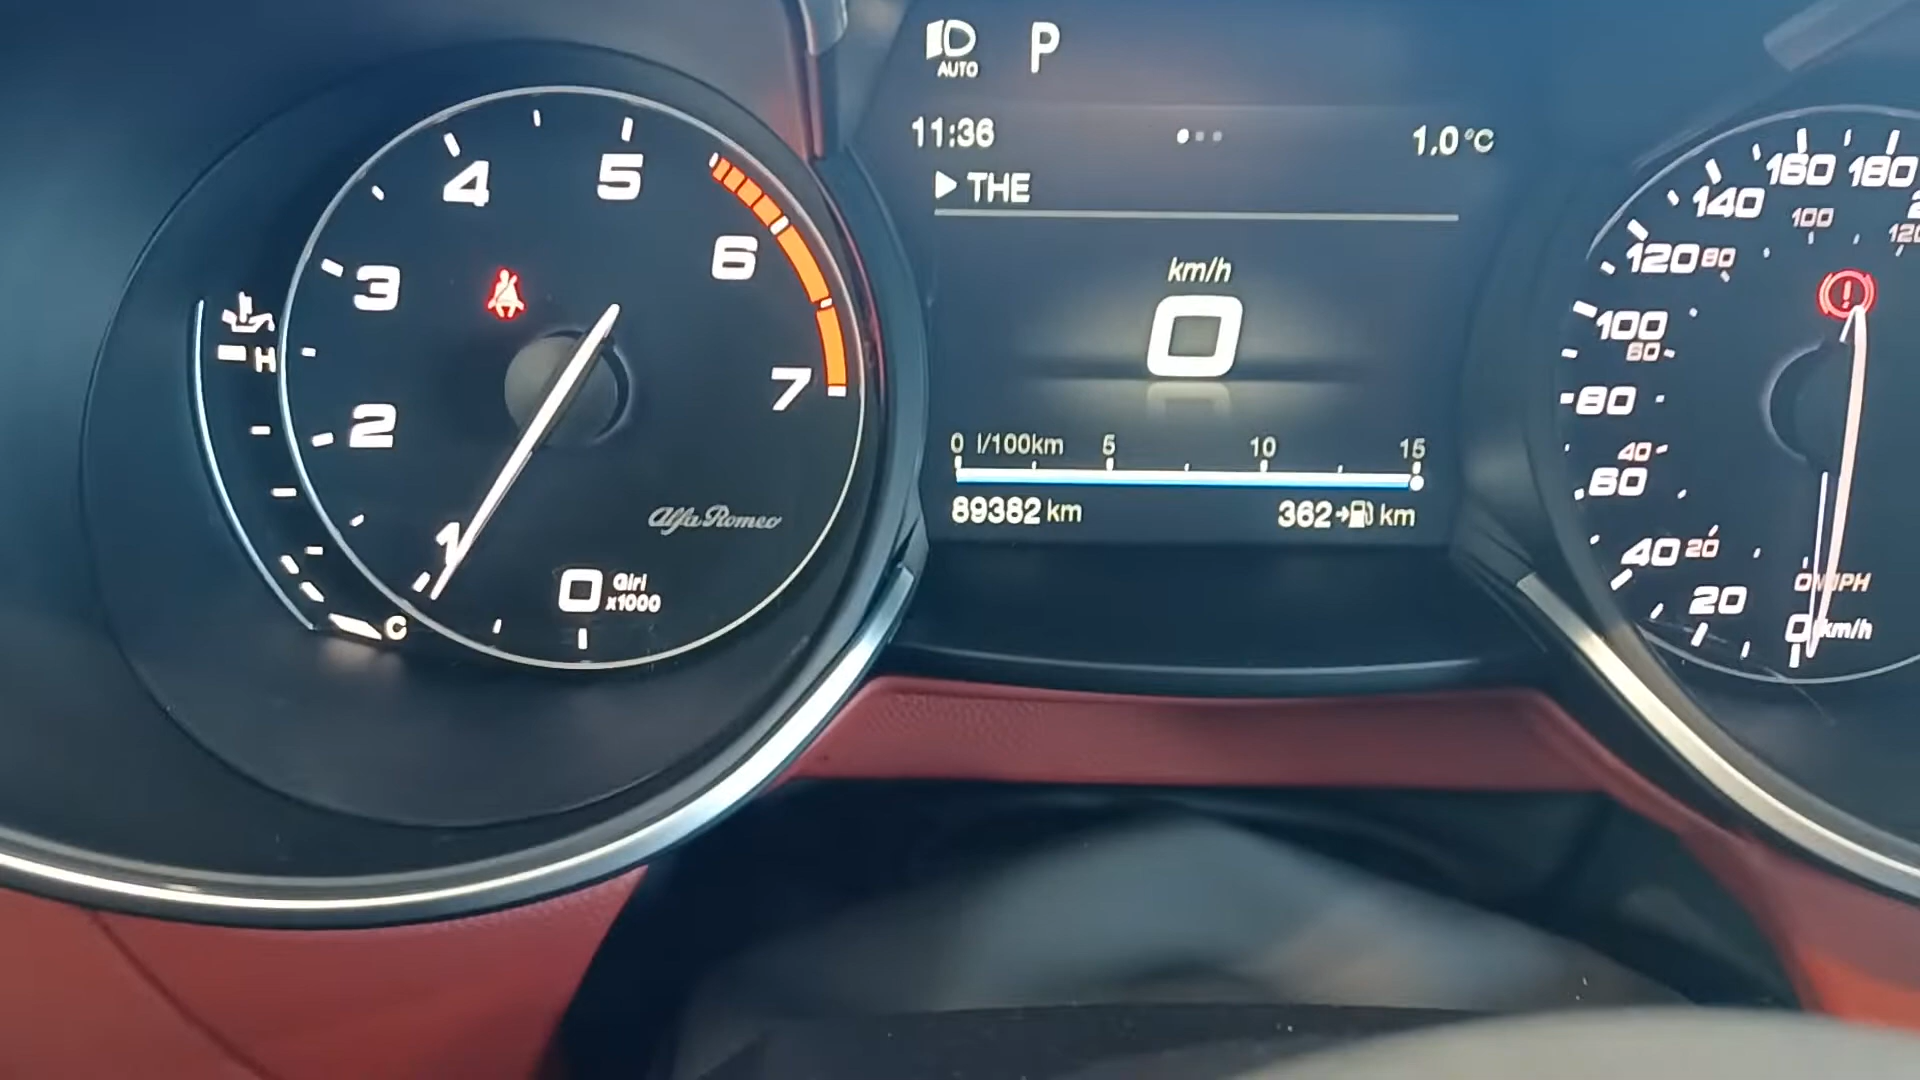 AUTO P
11:36 1,0°C
THE
km/h
0
0 l/100km 5 10 15
89382 km 362 km
0 1 2 3 4 5 6 7
Giri
x1000
Alfa Romeo
H
C
0 20 40 60 80 100 120 140 160 180
km/h
0 20 40 60 80 100 120
MPH